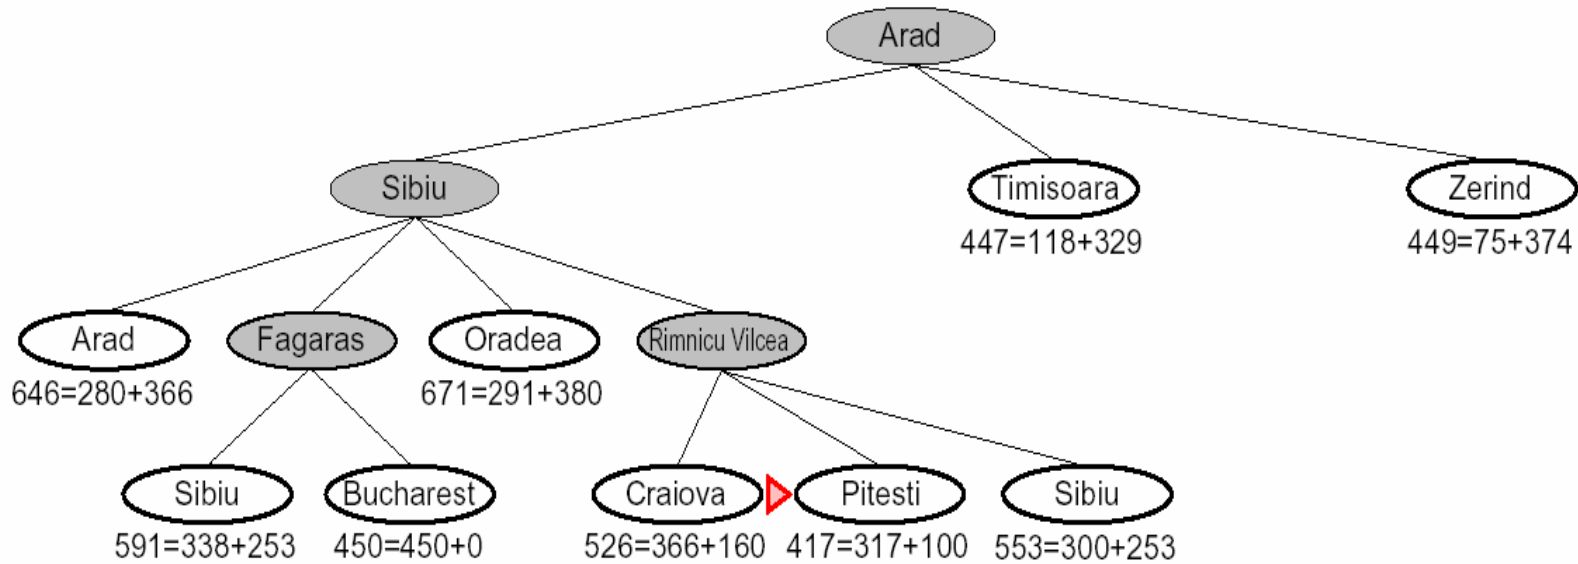 Arad
Sibiu
Timisoara
Zerind
447=118+329
449=75+374
Arad
Fagaras
Oradea
Rimnicu Vilcea
646=280+366
671=291+380
Sibiu
Bucharest
Craiova
Pitesti
Sibiu
591=338+253
450=450+0
526=366+160
417=317+100
553=300+253